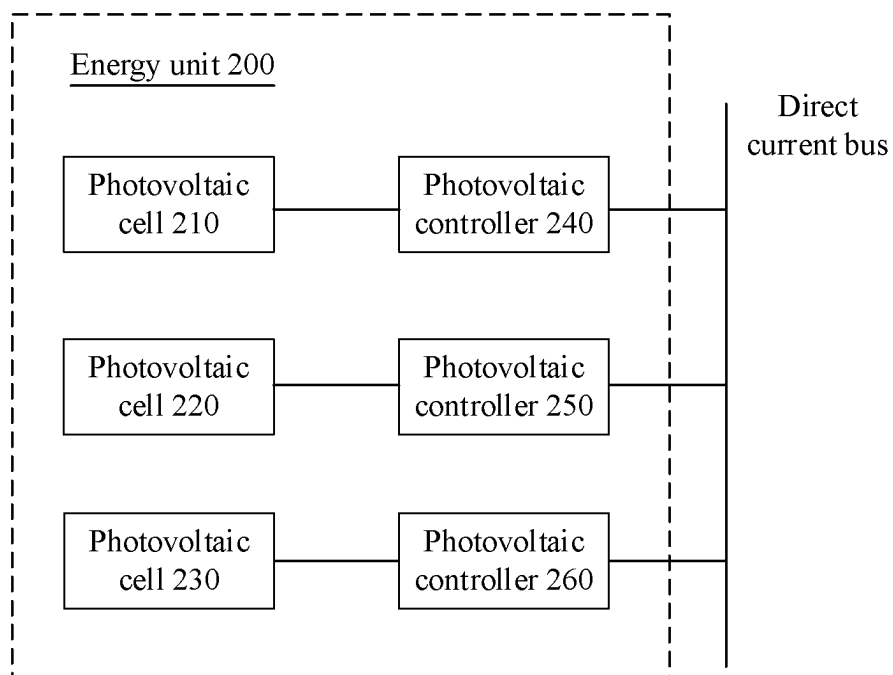 Energy unit 200
Direct
current bus
Photovoltaic
cell 210
Photovoltaic
controller 240
Photovoltaic
cell 220
Photovoltaic
controller 250
Photovoltaic
cell 230
Photovoltaic
controller 260